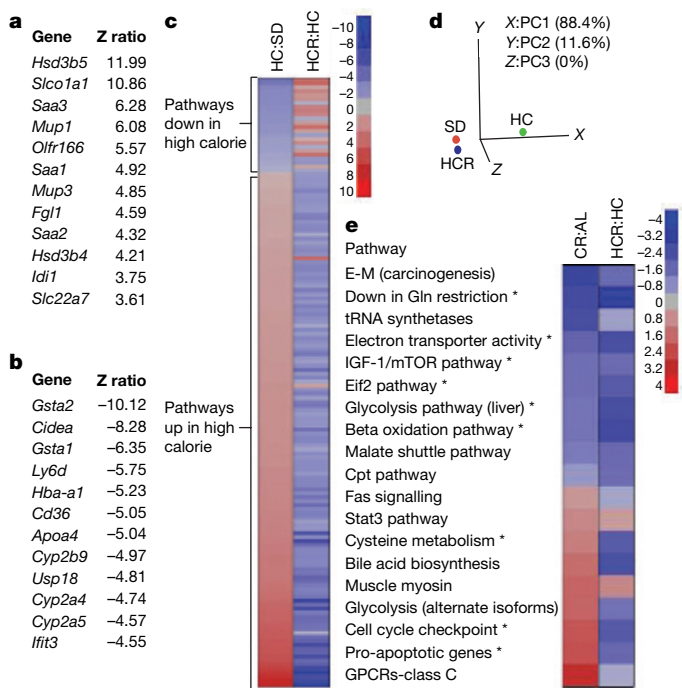 a
Gene Z ratio
Hsd3b5 11.99
Slco1a1 10.86
Saa3 6.28
Mup1 6.08
Olfr166 5.57
Saa1 4.92
Mup3 4.85
Fgl1 4.59
Saa2 4.32
Hsd3b4 4.21
Idi1 3.75
Slc22a7 3.61
b
Gene Z ratio
Gsta2 –10.12
Cidea –8.28
Gsta1 –6.35
Ly6d –5.75
Hba-a1 –5.23
Cd36 –5.05
Apoa4 –5.04
Cyp2b9 –4.97
Usp18 –4.81
Cyp2a4 –4.74
Cyp2a5 –4.57
Ifit3 –4.55
c
HC:SD
HCR:HC
Pathways
down in
high calorie
Pathways
up in high
calorie
–10
–8
–6
–4
–2
0
2
4
6
8
10
d
X:PC1 (88.4%)
Y:PC2 (11.6%)
Z:PC3 (0%)
Y
SD
HCR
HC
X
Z
e
CR:AL
HCR:HC
Pathway
E-M (carcinogenesis)
Down in Gln restriction *
tRNA synthetases
Electron transporter activity *
IGF-1/mTOR pathway *
Eif2 pathway *
Glycolysis pathway (liver) *
Beta oxidation pathway *
Malate shuttle pathway
Cpt pathway
Fas signalling
Stat3 pathway
Cysteine metabolism *
Bile acid biosynthesis
Muscle myosin
Glycolysis (alternate isoforms)
Cell cycle checkpoint *
Pro-apoptotic genes *
GPCRs-class C
–4
–3.2
–2.4
–1.6
–0.8
0
0.8
1.6
2.4
3.2
4